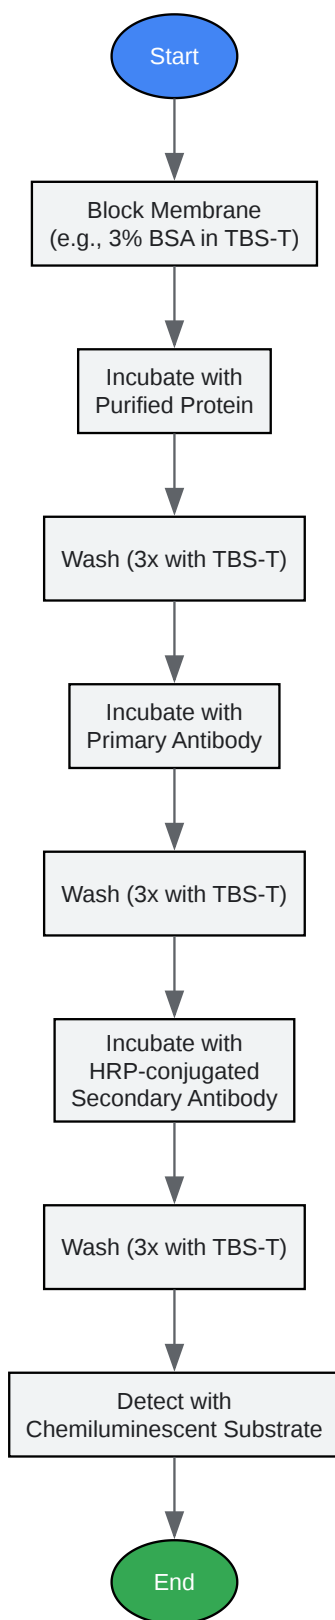 Start
Block Membrane
(e.g., 3% BSA in TBS-T)
Incubate with
Purified Protein
Wash (3x with TBS-T)
Incubate with
Primary Antibody
Wash (3x with TBS-T)
Incubate with
HRP-conjugated
Secondary Antibody
Wash (3x with TBS-T)
Detect with
Chemiluminescent Substrate
End